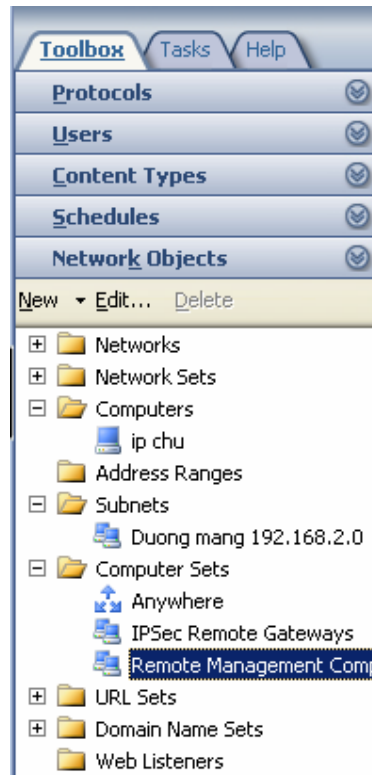 Toolbox Tasks Help
Protocols
Users
Content Types
Schedules
Network Objects
New Edit... Delete
Networks
Network Sets
Computers
ip chu
Address Ranges
Subnets
Duong mang 192.168.2.0
Computer Sets
Anywhere
IPSec Remote Gateways
Remote Management Comp
URL Sets
Domain Name Sets
Web Listeners